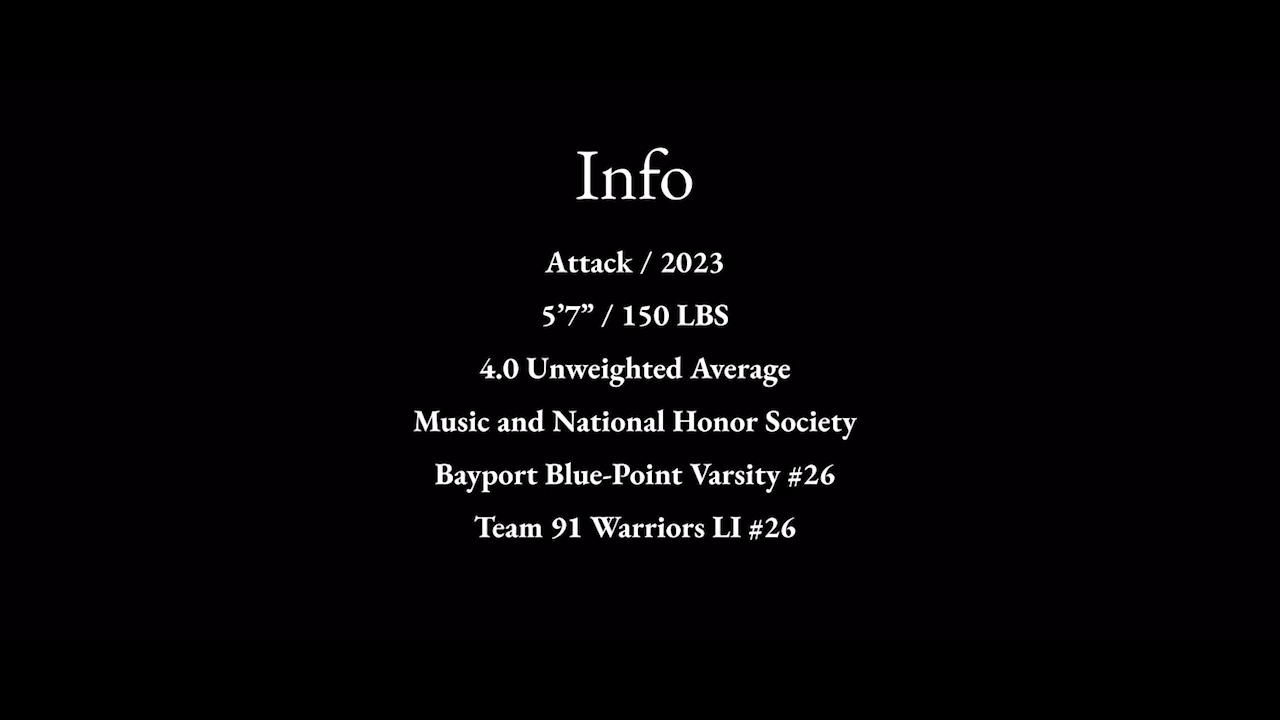 Info
Attack / 2023
5’7” / 150 LBS
4.0 Unweighted Average
Music and National Honor Society
Bayport Blue-Point Varsity #26
Team 91 Warriors LI #26